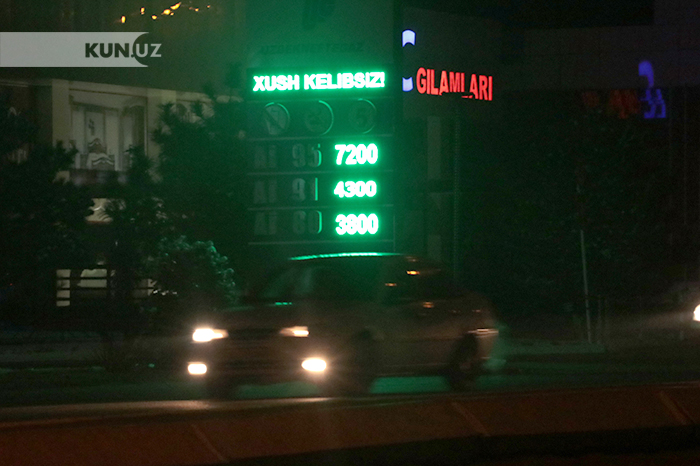 KUN.UZ
XUSH KELIBSIZ!
GILAMLARI
AI 95 7200
AI 91 4300
AI 80 3800